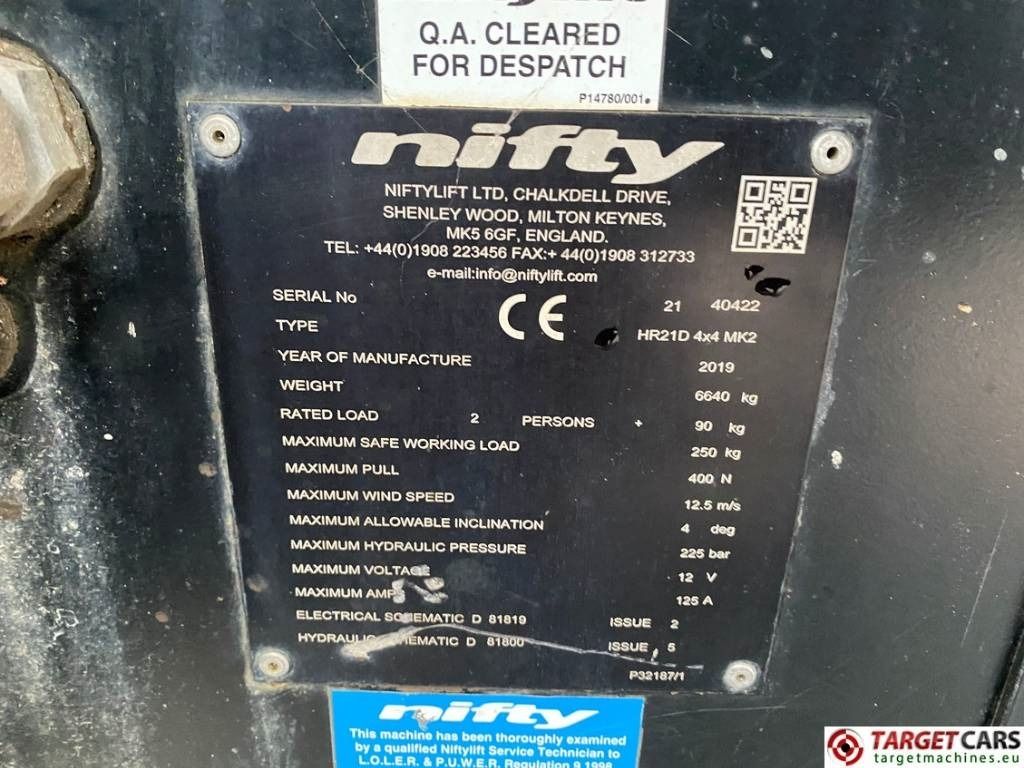 Q.A. CLEARED
FOR DESPATCH
P14780/001
nifty
NIFTYLIFT LTD, CHALKDELL DRIVE,
SHENLEY WOOD, MILTON KEYNES,
MK5 6GF, ENGLAND.
TEL: +44(0)1908 223456 FAX:+ 44(0)1908 312733
e-mail:info@niftylift.com
SERIAL No 21 40422
CE
TYPE HR21D 4x4 MK2
YEAR OF MANUFACTURE 2019
WEIGHT 6640 kg
RATED LOAD 2 PERSONS + 90 kg
MAXIMUM SAFE WORKING LOAD 250 kg
MAXIMUM PULL 400 N
MAXIMUM WIND SPEED 12.5 m/s
MAXIMUM ALLOWABLE INCLINATION 4 deg
MAXIMUM HYDRAULIC PRESSURE 225 bar
MAXIMUM VOLTAGE 12 V
MAXIMUM AMPS 125 A
ELECTRICAL SCHEMATIC D 81819 ISSUE 2
HYDRAULIC SCHEMATIC D 81800 ISSUE 5
P32187/1
nifty
This machine has been thoroughly examined
by a qualified Niftylift Service Technician to
L.O.L.E.R. & P.U.W.E.R. Regulation 9 1998
TARGETCARS
targetmachines.eu